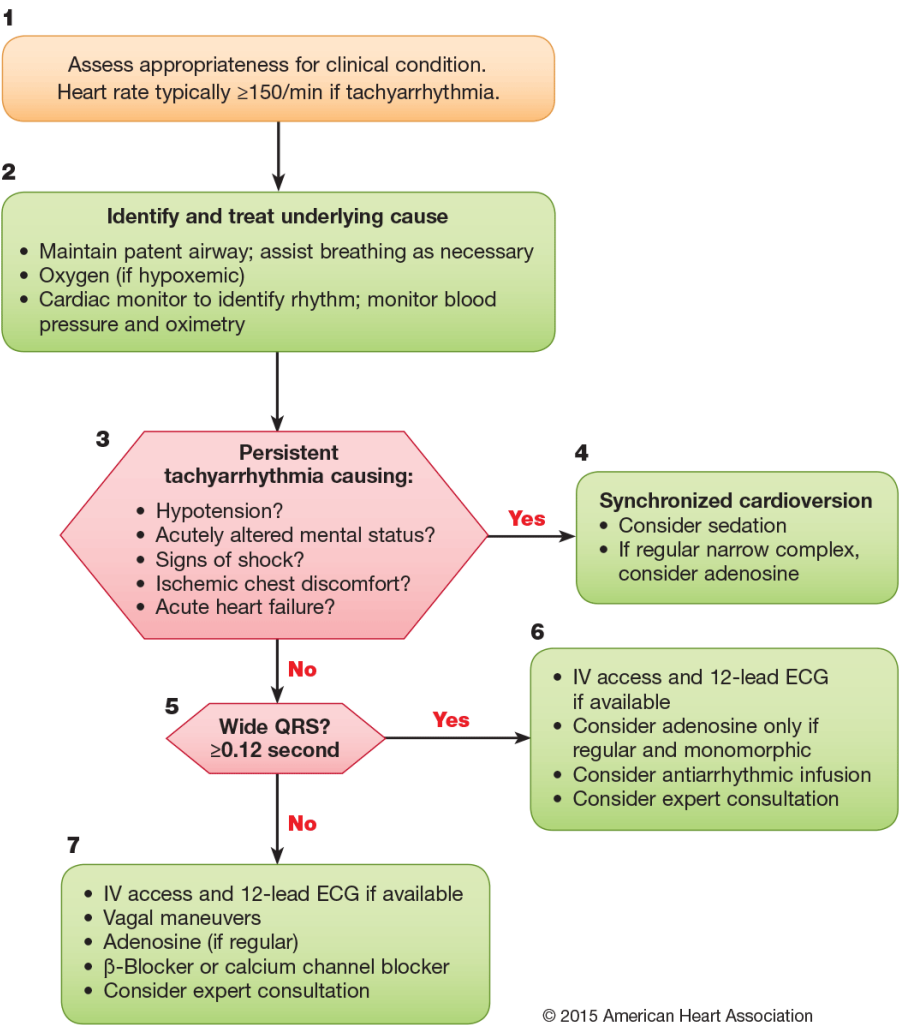 1
Assess appropriateness for clinical condition.
Heart rate typically ≥150/min if tachyarrhythmia.
2
Identify and treat underlying cause
• Maintain patent airway; assist breathing as necessary
• Oxygen (if hypoxemic)
• Cardiac monitor to identify rhythm; monitor blood
pressure and oximetry
3
Persistent
tachyarrhythmia causing:
• Hypotension?
• Acutely altered mental status?
• Signs of shock?
• Ischemic chest discomfort?
• Acute heart failure?
Yes
4
Synchronized cardioversion
• Consider sedation
• If regular narrow complex,
consider adenosine
No
5
Wide QRS?
≥0.12 second
Yes
6
• IV access and 12-lead ECG
if available
• Consider adenosine only if
regular and monomorphic
• Consider antiarrhythmic infusion
• Consider expert consultation
No
7
• IV access and 12-lead ECG if available
• Vagal maneuvers
• Adenosine (if regular)
• β-Blocker or calcium channel blocker
• Consider expert consultation
© 2015 American Heart Association